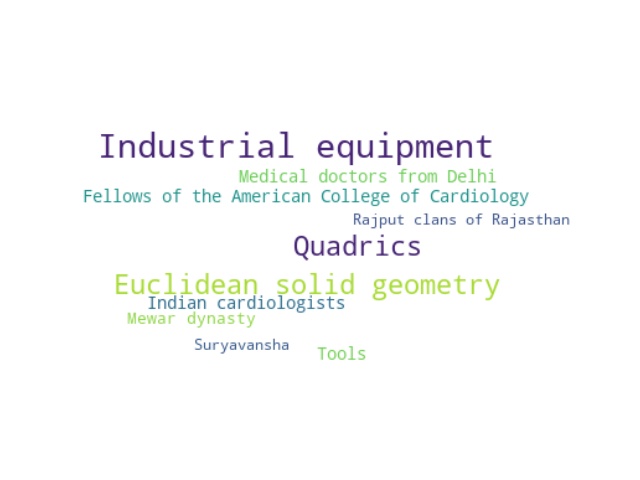 Industrial equipment
Medical doctors from Delhi
Fellows of the American College of Cardiology
Rajput clans of Rajasthan
Quadrics
Euclidean solid geometry
Indian cardiologists
Mewar dynasty
Suryavansha
Tools